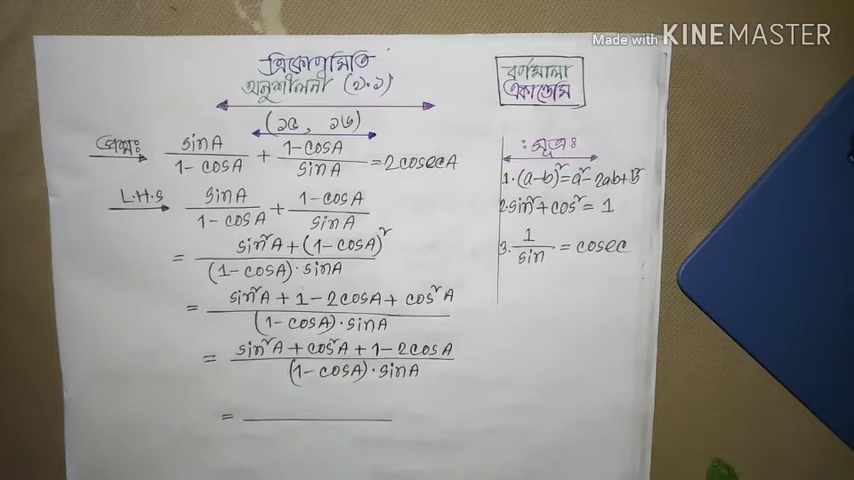 Made with KINEMASTER
ত্রিকোণমিতি
অনুশীলনী (৯.১)
(১৫, ১৬)
বর্ণমালা
একাডেমি
প্রশ্নঃ sinA/(1-cosA) + (1-cosA)/sinA = 2cosecA
L.H.S sinA/(1-cosA) + (1-cosA)/sinA
= (sin²A + (1-cosA)²)/((1-cosA)·sinA)
= (sin²A + 1 - 2cosA + cos²A)/((1-cosA)·sinA)
= (sin²A + cos²A + 1 - 2cosA)/((1-cosA)·sinA)
=
:সূত্রঃ
1·(a-b)² = a² - 2ab + b²
2·sin² + cos² = 1
3· 1/sin = cosec